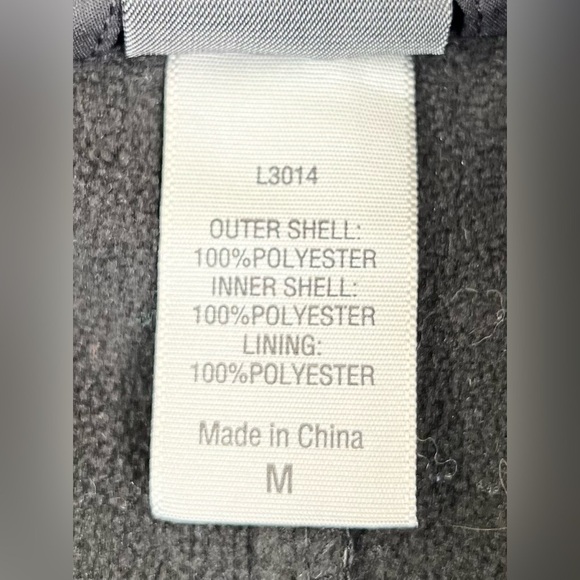 L3014
OUTER SHELL:
100%POLYESTER
INNER SHELL:
100%POLYESTER
LINING:
100%POLYESTER
Made in China
M